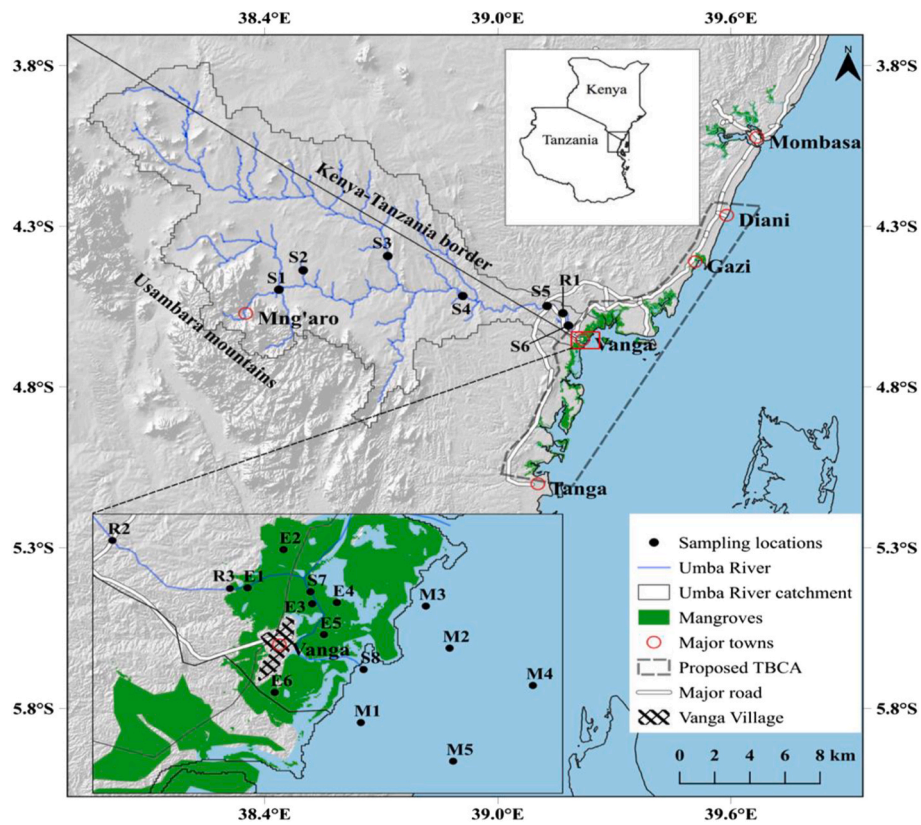 38.4°E 39.0°E 39.6°E
3.8°S 3.8°S
N
Kenya
Tanzania
Mombasa
Kenya-Tanzania border
4.3°S 4.3°S
Diani
S3
Gazi
S2
S1
R1
S5
S4
Usambara mountains
Mng'aro
S6
Vanga
4.8°S 4.8°S
Tanga
R2
E2
5.3°S 5.3°S
R3 E1 S7
E3 E4
M3
E5
Vanga
M2
S8
E6
M4
M1
M5
Sampling locations
Umba River
Umba River catchment
Mangroves
Major towns
Proposed TBCA
Major road
Vanga Village
5.8°S 5.8°S
0 2 4 6 8 km
38.4°E 39.0°E 39.6°E